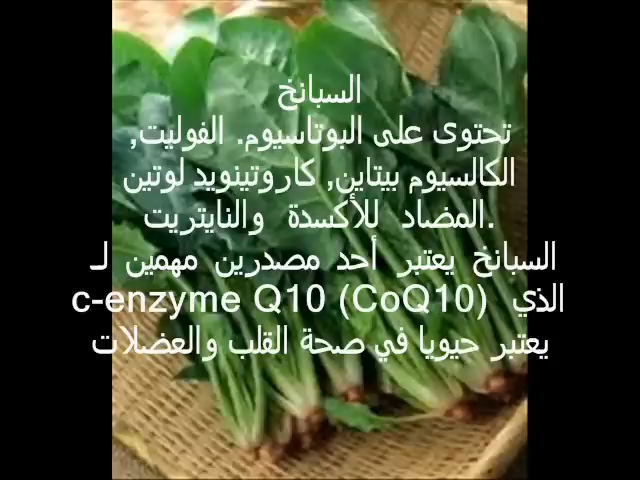 السبانخ
تحتوى على البوتاسيوم. الفوليت,
الكالسيوم بيتاين, كاروتينويد لوتين
المضاد للأكسدة والنايتريت.
السبانخ يعتبر أحد مصدرين مهمين لـ
c-enzyme Q10 (CoQ10) الذي
يعتبر حيويا في صحة القلب والعضلات